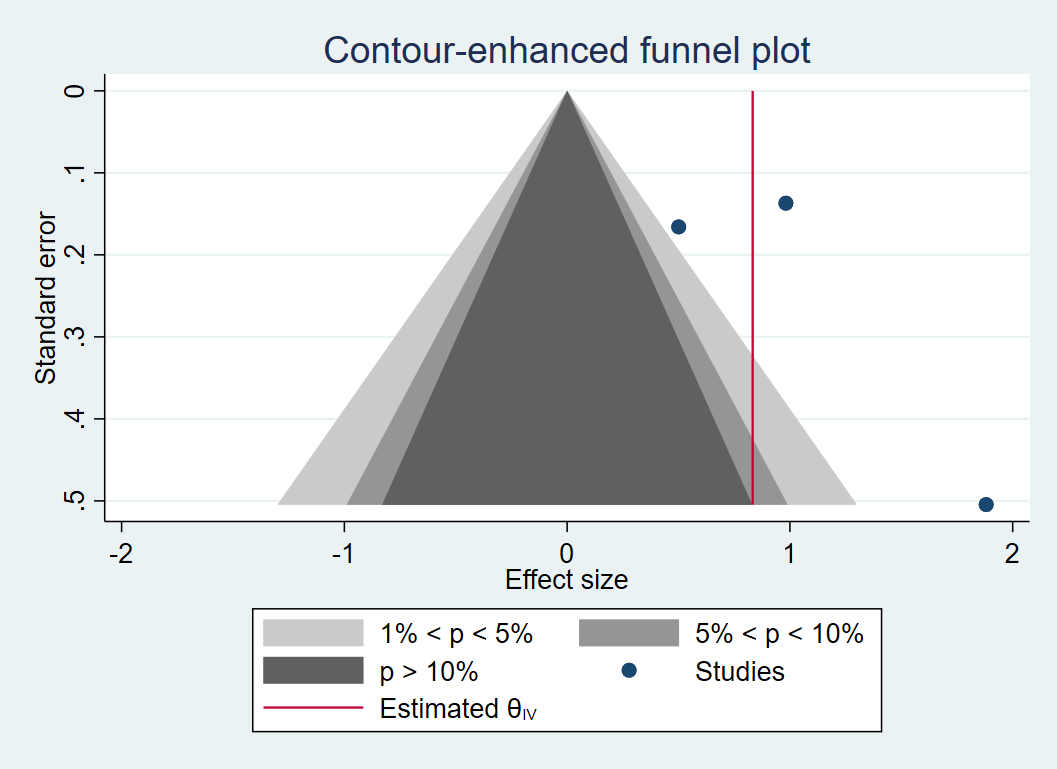 Contour-enhanced funnel plot
Standard error
0
.1
.2
.3
.4
.5
-2 -1 0 1 2
Effect size
1% < p < 5% 5% < p < 10%
p > 10% Studies
Estimated θIV